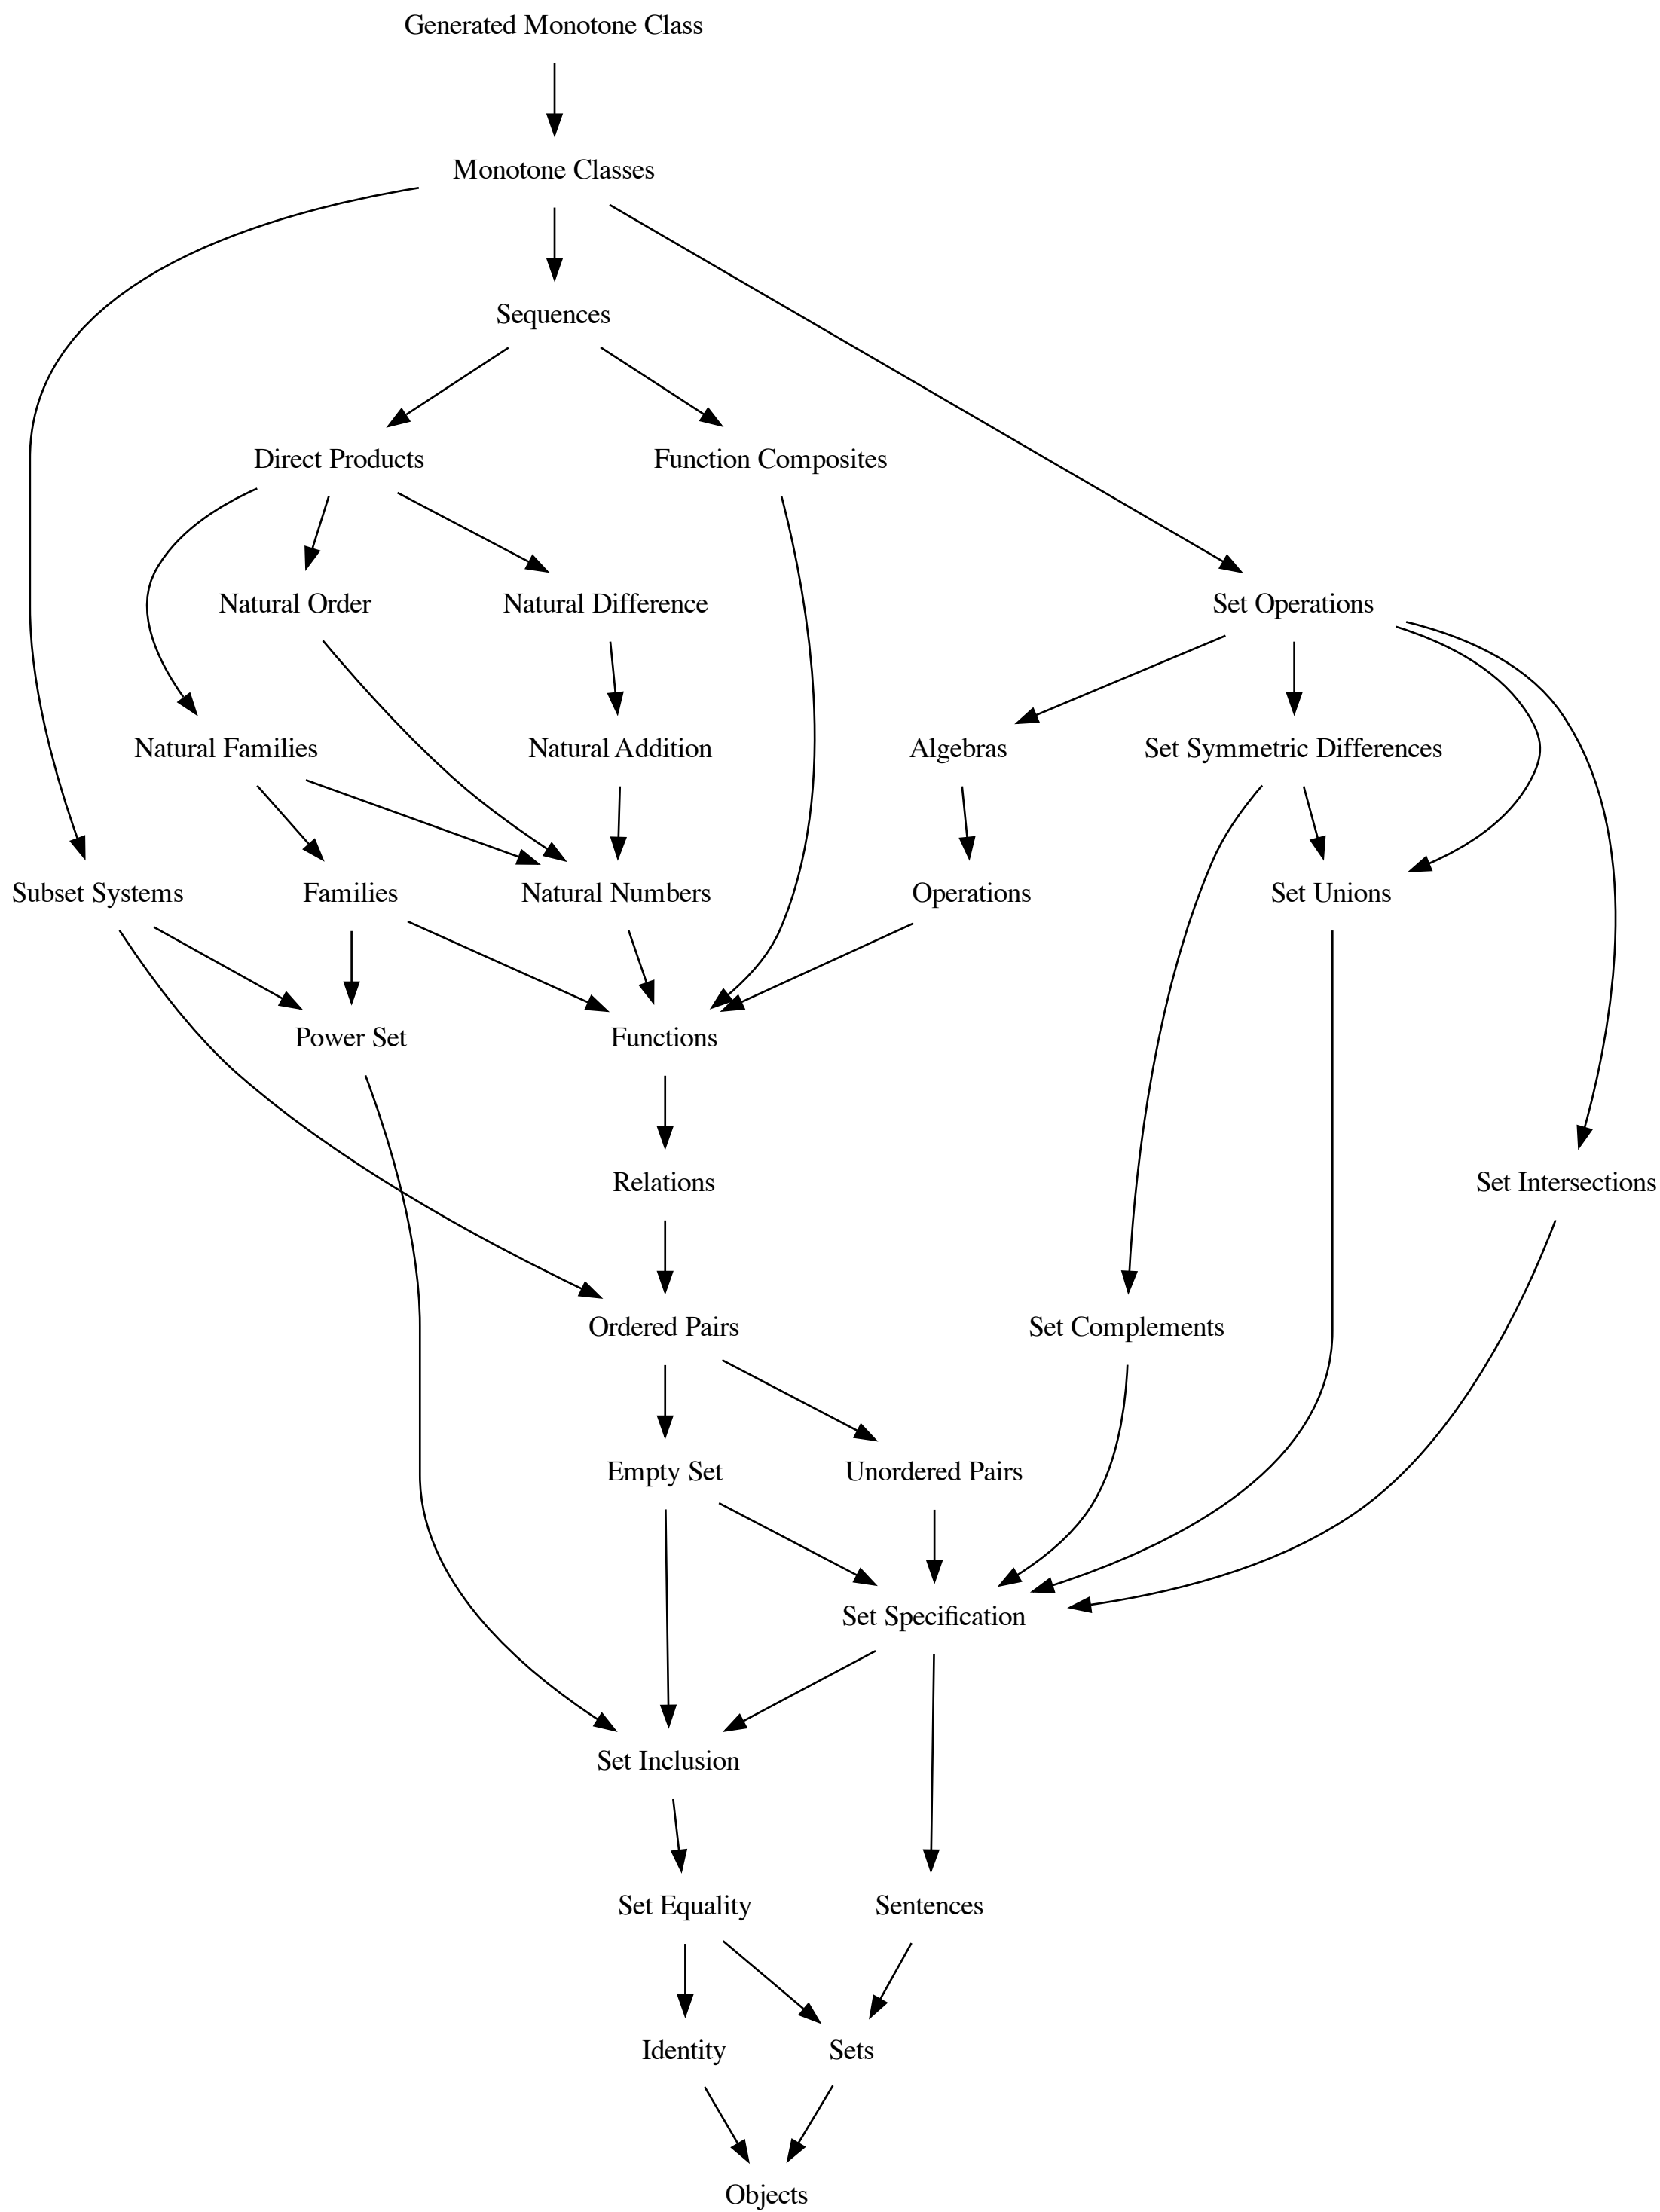 Generated Monotone Class
Monotone Classes
Sequences
Direct Products
Function Composites
Natural Order
Natural Difference
Set Operations
Natural Families
Natural Addition
Algebras
Set Symmetric Differences
Subset Systems
Families
Natural Numbers
Operations
Set Unions
Power Set
Functions
Relations
Set Intersections
Ordered Pairs
Set Complements
Empty Set
Unordered Pairs
Set Specification
Set Inclusion
Set Equality
Sentences
Identity
Sets
Objects